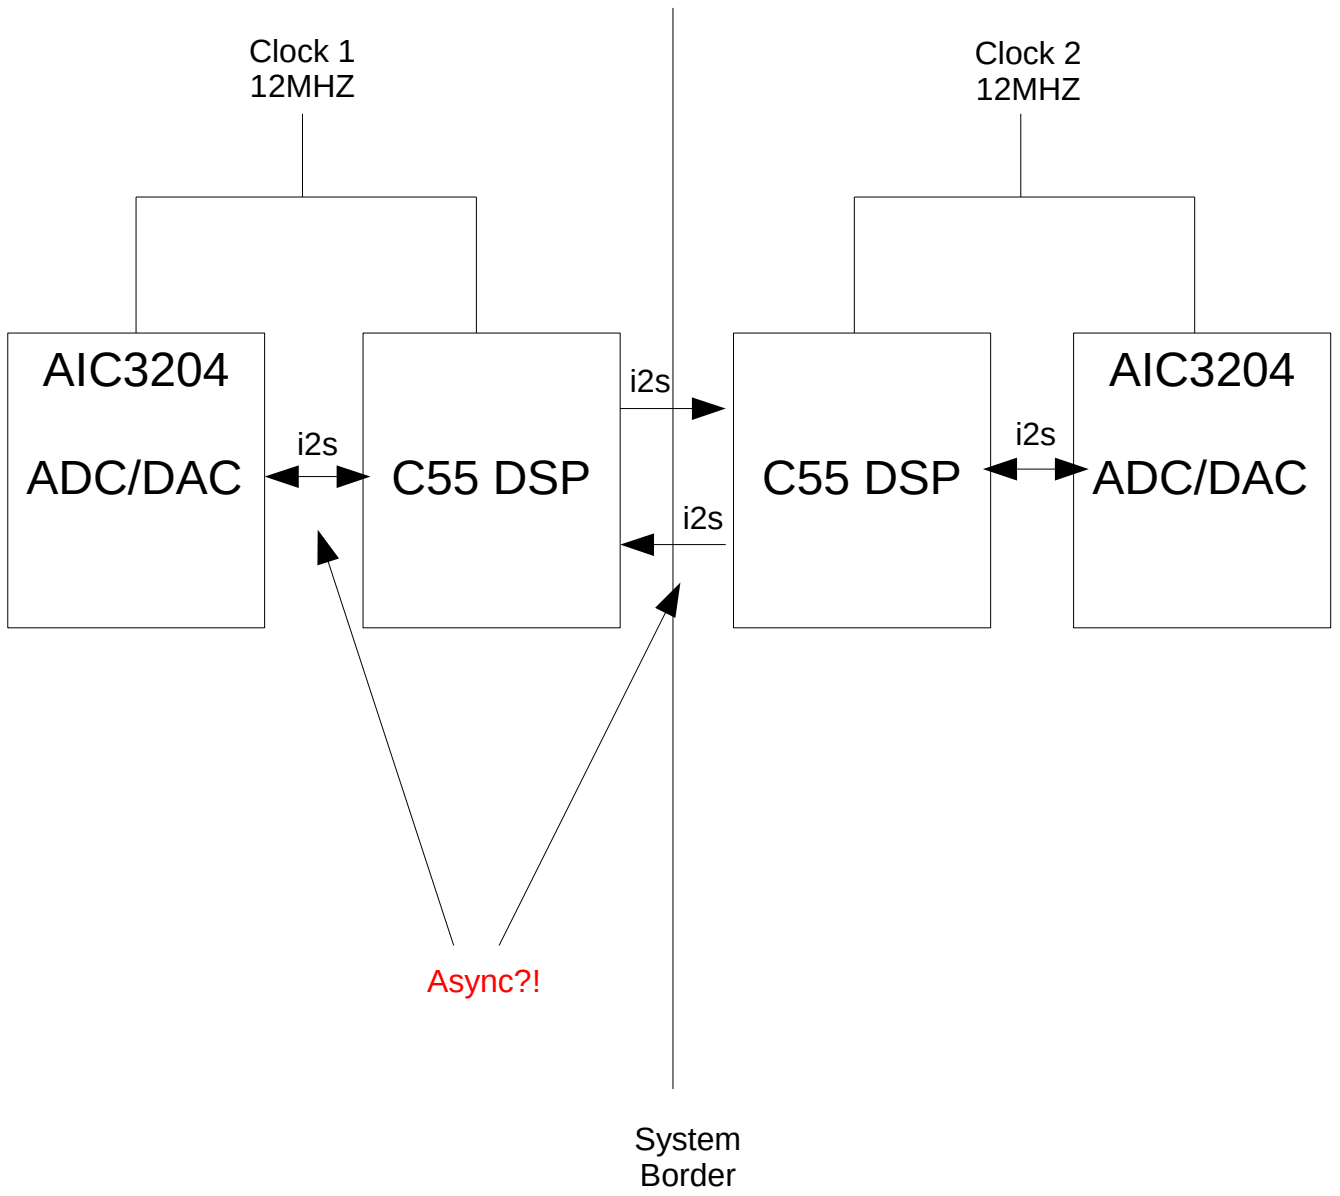 Clock 1
12MHZ
Clock 2
12MHZ
AIC3204
ADC/DAC
i2s
C55 DSP
i2s
i2s
C55 DSP
i2s
AIC3204
ADC/DAC
Async?!
System
Border